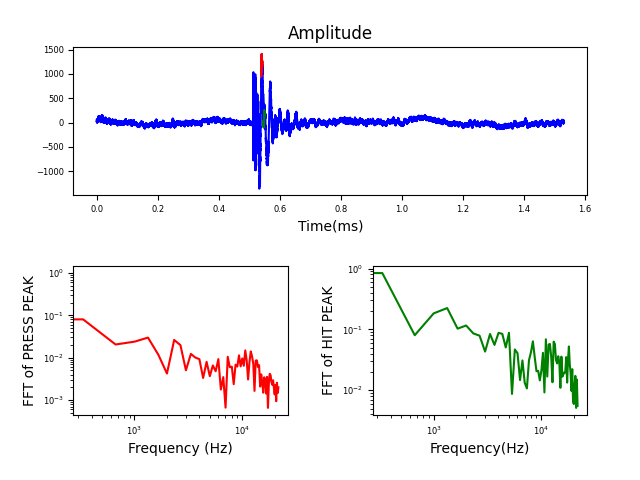 Amplitude
1500
1000
500
0
−500
−1000
0.0 0.2 0.4 0.6 0.8 1.0 1.2 1.4 1.6
Time(ms)
FFT of PRESS PEAK
10⁰
10⁻¹
10⁻²
10⁻³
10³ 10⁴
Frequency (Hz)
FFT of HIT PEAK
10⁰
10⁻¹
10⁻²
10³ 10⁴
Frequency(Hz)